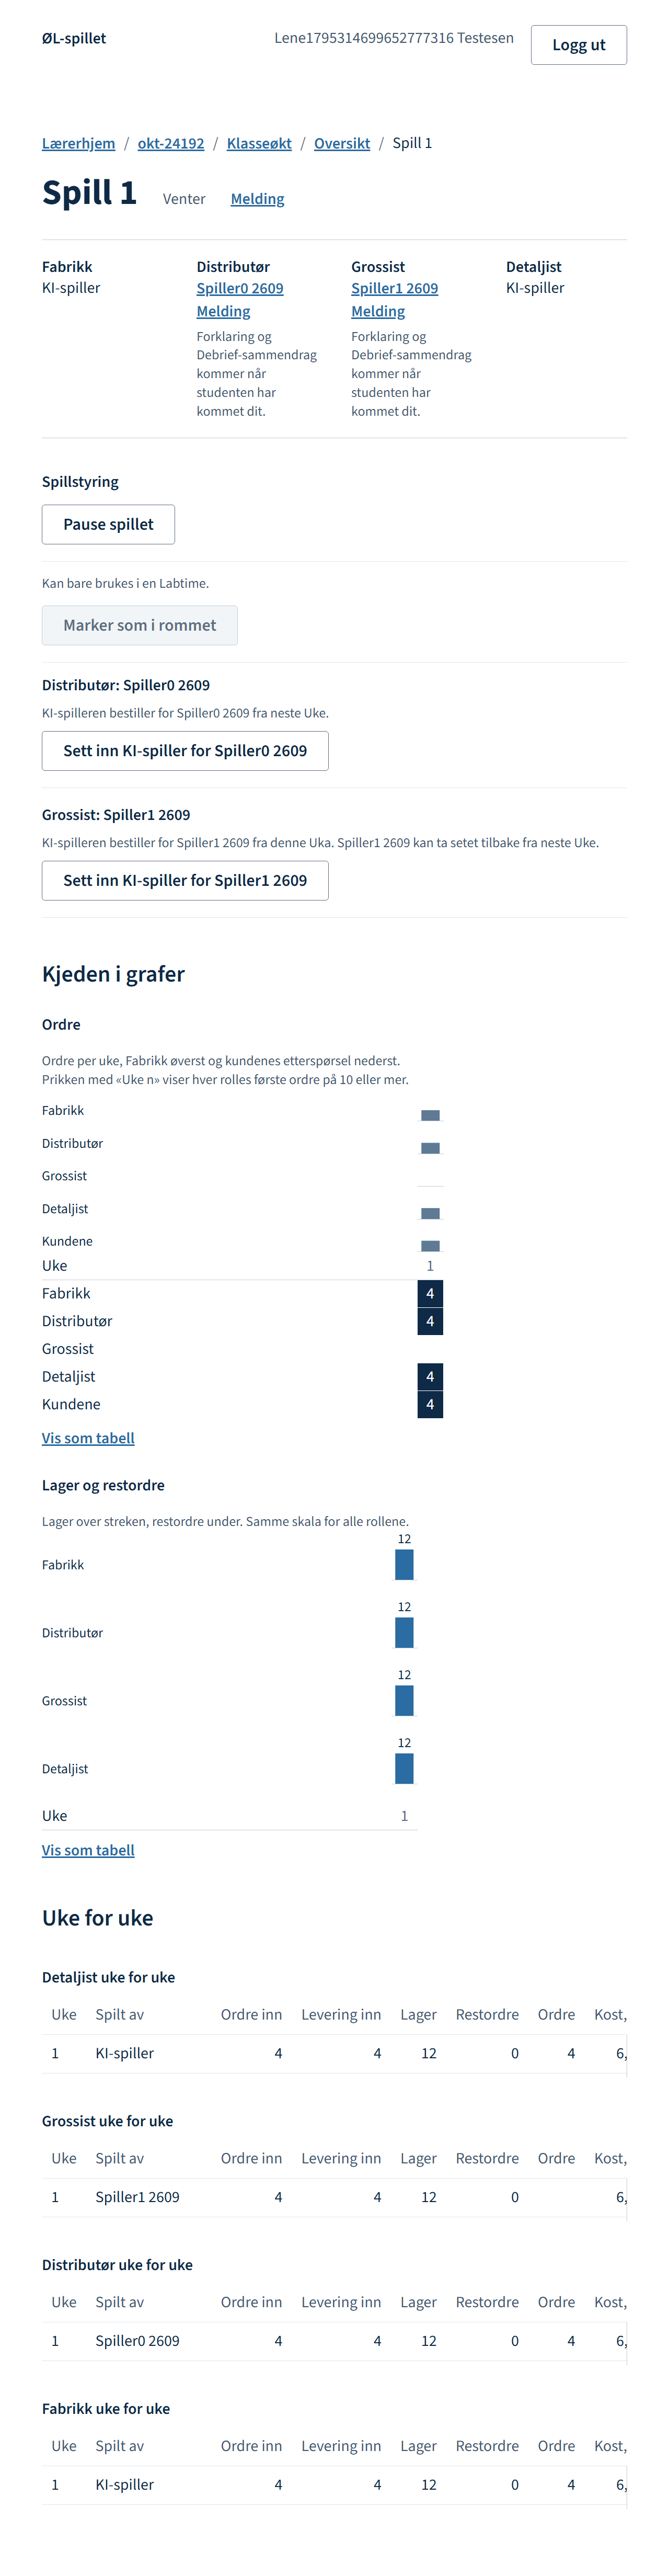 ØL-spillet
Lene1795314699652777316 Testesen
Logg ut
Lærerhjem / okt-24192 / Klasseøkt / Oversikt / Spill 1
Spill 1 Venter Melding
Fabrikk
KI-spiller
Distributør
Spiller0 2609
Melding
Forklaring og
Debrief-sammendrag
kommer når
studenten har
kommet dit.
Grossist
Spiller1 2609
Melding
Forklaring og
Debrief-sammendrag
kommer når
studenten har
kommet dit.
Detaljist
KI-spiller
Spillstyring
Pause spillet
Kan bare brukes i en Labtime.
Marker som i rommet
Distributør: Spiller0 2609
KI-spilleren bestiller for Spiller0 2609 fra neste Uke.
Sett inn KI-spiller for Spiller0 2609
Grossist: Spiller1 2609
KI-spilleren bestiller for Spiller1 2609 fra denne Uka. Spiller1 2609 kan ta setet tilbake fra neste Uke.
Sett inn KI-spiller for Spiller1 2609
Kjeden i grafer
Ordre
Ordre per uke, Fabrikk øverst og kundenes etterspørsel nederst.
Prikken med «Uke n» viser hver rolles første ordre på 10 eller mer.
Fabrikk
Distributør
Grossist
Detaljist
Kundene
Uke 1
Fabrikk 4
Distributør 4
Grossist
Detaljist 4
Kundene 4
Vis som tabell
Lager og restordre
Lager over streken, restordre under. Samme skala for alle rollene.
12
Fabrikk
12
Distributør
12
Grossist
12
Detaljist
Uke 1
Vis som tabell
Uke for uke
Detaljist uke for uke
Uke Spilt av Ordre inn Levering inn Lager Restordre Ordre Kost,
1 KI-spiller 4 4 12 0 4 6,
Grossist uke for uke
Uke Spilt av Ordre inn Levering inn Lager Restordre Ordre Kost,
1 Spiller1 2609 4 4 12 0 6,
Distributør uke for uke
Uke Spilt av Ordre inn Levering inn Lager Restordre Ordre Kost,
1 Spiller0 2609 4 4 12 0 4 6,
Fabrikk uke for uke
Uke Spilt av Ordre inn Levering inn Lager Restordre Ordre Kost,
1 KI-spiller 4 4 12 0 4 6,